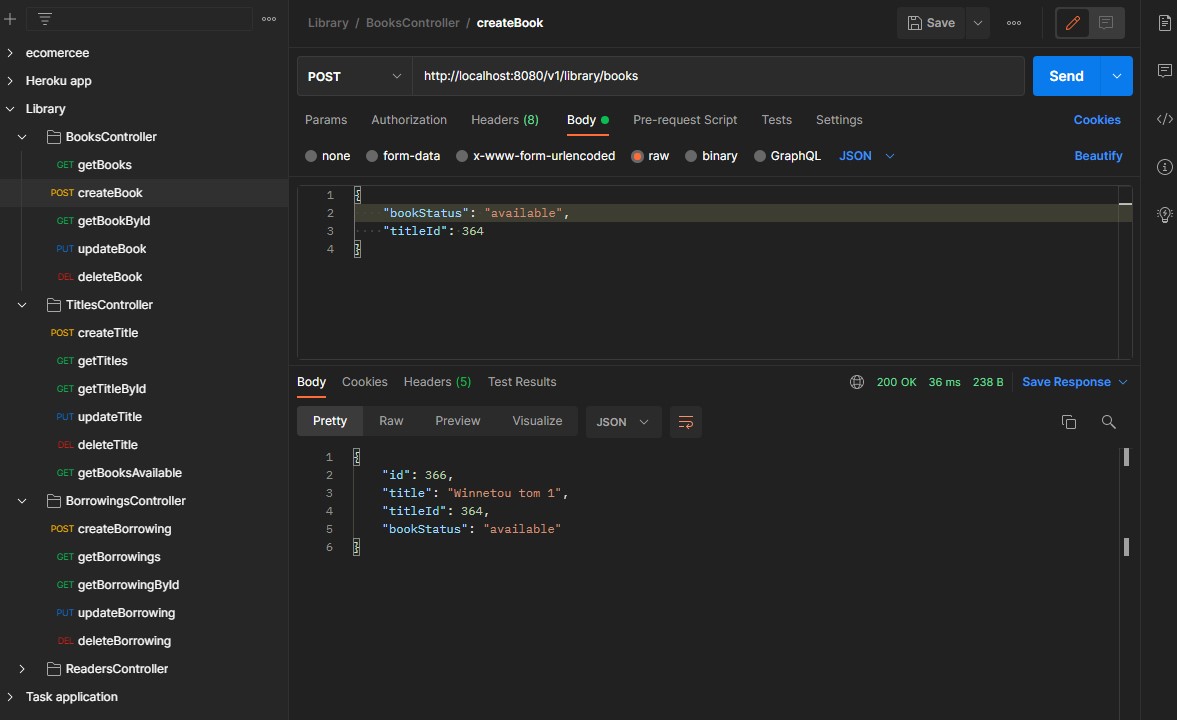 ecomercee
Heroku app
Library
BooksController
GET getBooks
POST createBook
GET getBookById
PUT updateBook
DEL deleteBook
TitlesController
POST createTitle
GET getTitles
GET getTitleById
PUT updateTitle
DEL deleteTitle
GET getBooksAvailable
BorrowingsController
POST createBorrowing
GET getBorrowings
GET getBorrowingById
PUT updateBorrowing
DEL deleteBorrowing
ReadersController
Task application
Library / BooksController / createBook
Save
POST http://localhost:8080/v1/library/books Send
Params Authorization Headers (8) Body Pre-request Script Tests Settings Cookies
none form-data x-www-form-urlencoded raw binary GraphQL JSON Beautify
1 {
2 "bookStatus": "available",
3 "titleId": 364
4 }
Body Cookies Headers (5) Test Results 200 OK 36 ms 238 B Save Response
Pretty Raw Preview Visualize JSON
1 {
2 "id": 366,
3 "title": "Winnetou tom 1",
4 "titleId": 364,
5 "bookStatus": "available"
6 }